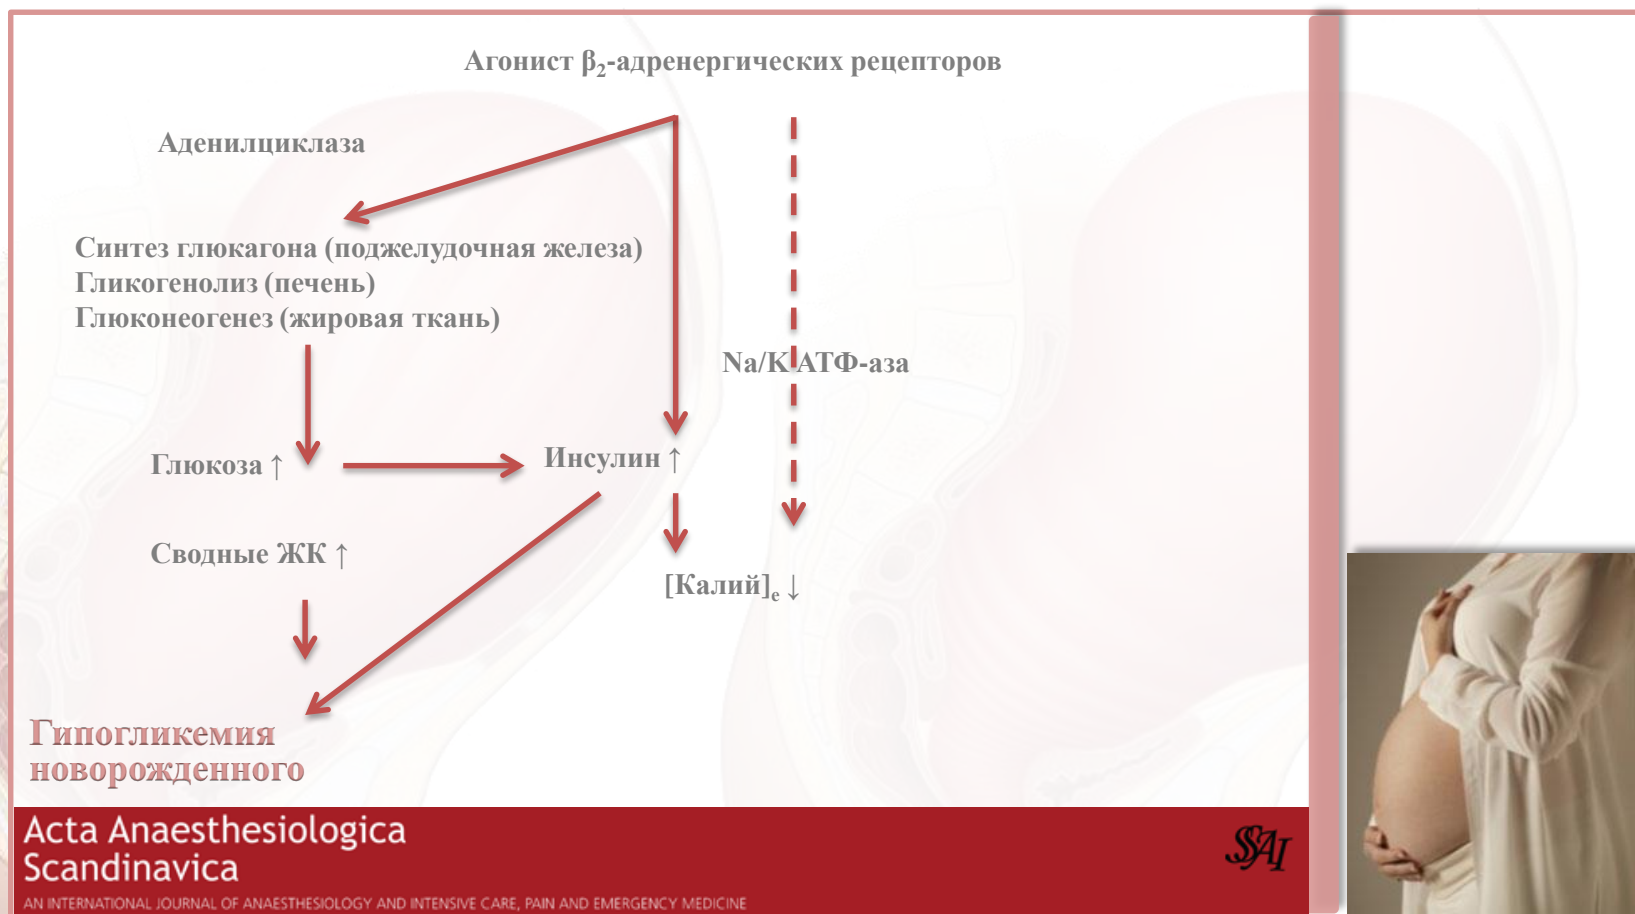 Агонист β₂-адренергических рецепторов
Аденилциклаза
Синтез глюкагона (поджелудочная железа)
Гликогенолиз (печень)
Глюконеогенез (жировая ткань)
Na/K АТФ-аза
Глюкоза ↑
Инсулин ↑
Сводные ЖК ↑
[Калий]ₑ ↓
Гипогликемия
новорожденного
Acta Anaesthesiologica
Scandinavica
SSAI
AN INTERNATIONAL JOURNAL OF ANAESTHESIOLOGY AND INTENSIVE CARE, PAIN AND EMERGENCY MEDICINE